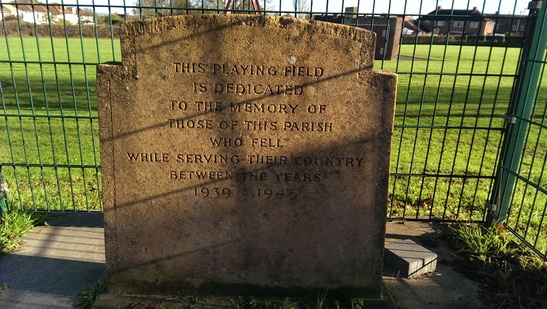 THIS PLAYING FIELD
IS DEDICATED
TO THE MEMORY OF
THOSE OF THIS PARISH
WHO FELL
WHILE SERVING THEIR COUNTRY
BETWEEN THE YEARS
1939 & 1945